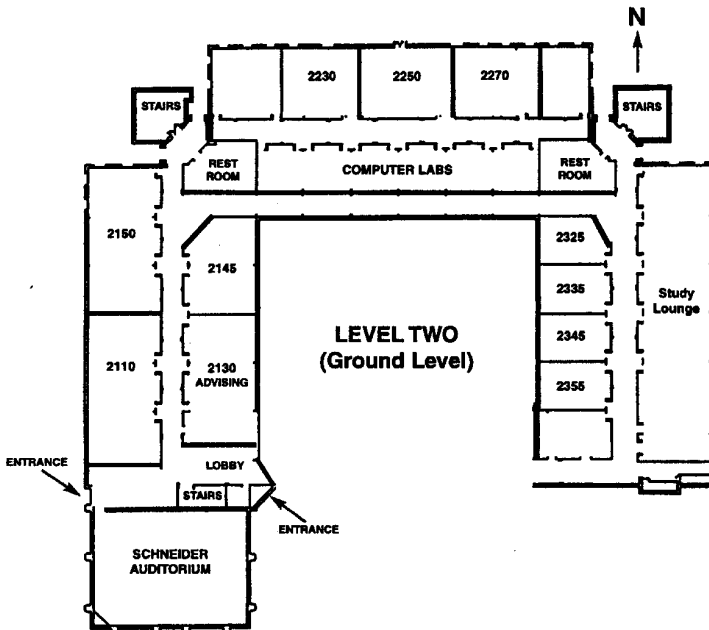 N
2230
2250
2270
STAIRS
STAIRS
REST
ROOM
COMPUTER LABS
REST
ROOM
2150
2145
2325
2335
Study
Lounge
LEVEL TWO
(Ground Level)
2345
2110
2130
ADVISING
2355
ENTRANCE
LOBBY
STAIRS
ENTRANCE
SCHNEIDER
AUDITORIUM